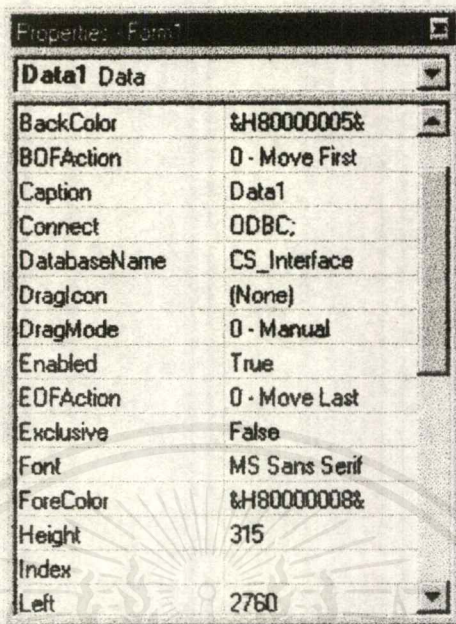 Properties - Form1
Data1 Data
BackColor &H80000005&
BOFAction 0 - Move First
Caption Data1
Connect ODBC;
DatabaseName CS_Interface
DragIcon (None)
DragMode 0 - Manual
Enabled True
EOFAction 0 - Move Last
Exclusive False
Font MS Sans Serif
ForeColor &H80000008&
Height 315
Index
Left 2760